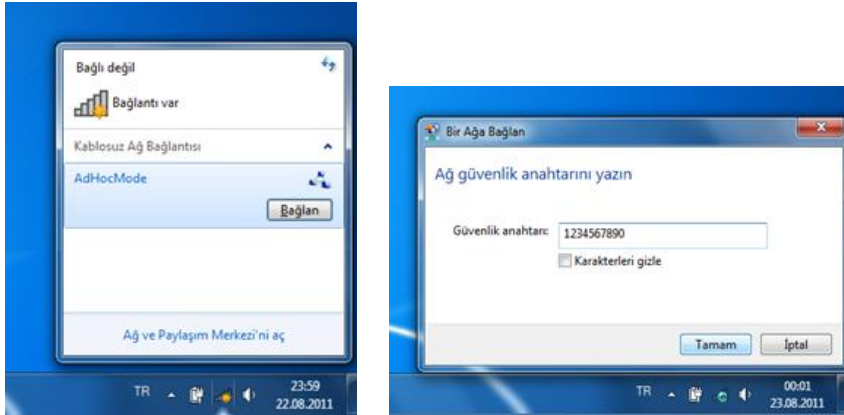 Bağlı değil
Bağlantı var
Kablosuz Ağ Bağlantısı
AdHocMode
Bağlan
Ağ ve Paylaşım Merkezi'ni aç
TR
23:59
22.08.2011
Bir Ağa Bağlan
Ağ güvenlik anahtarını yazın
Güvenlik anahtarı: 1234567890
Karakterleri gizle
Tamam İptal
TR
00:01
23.08.2011